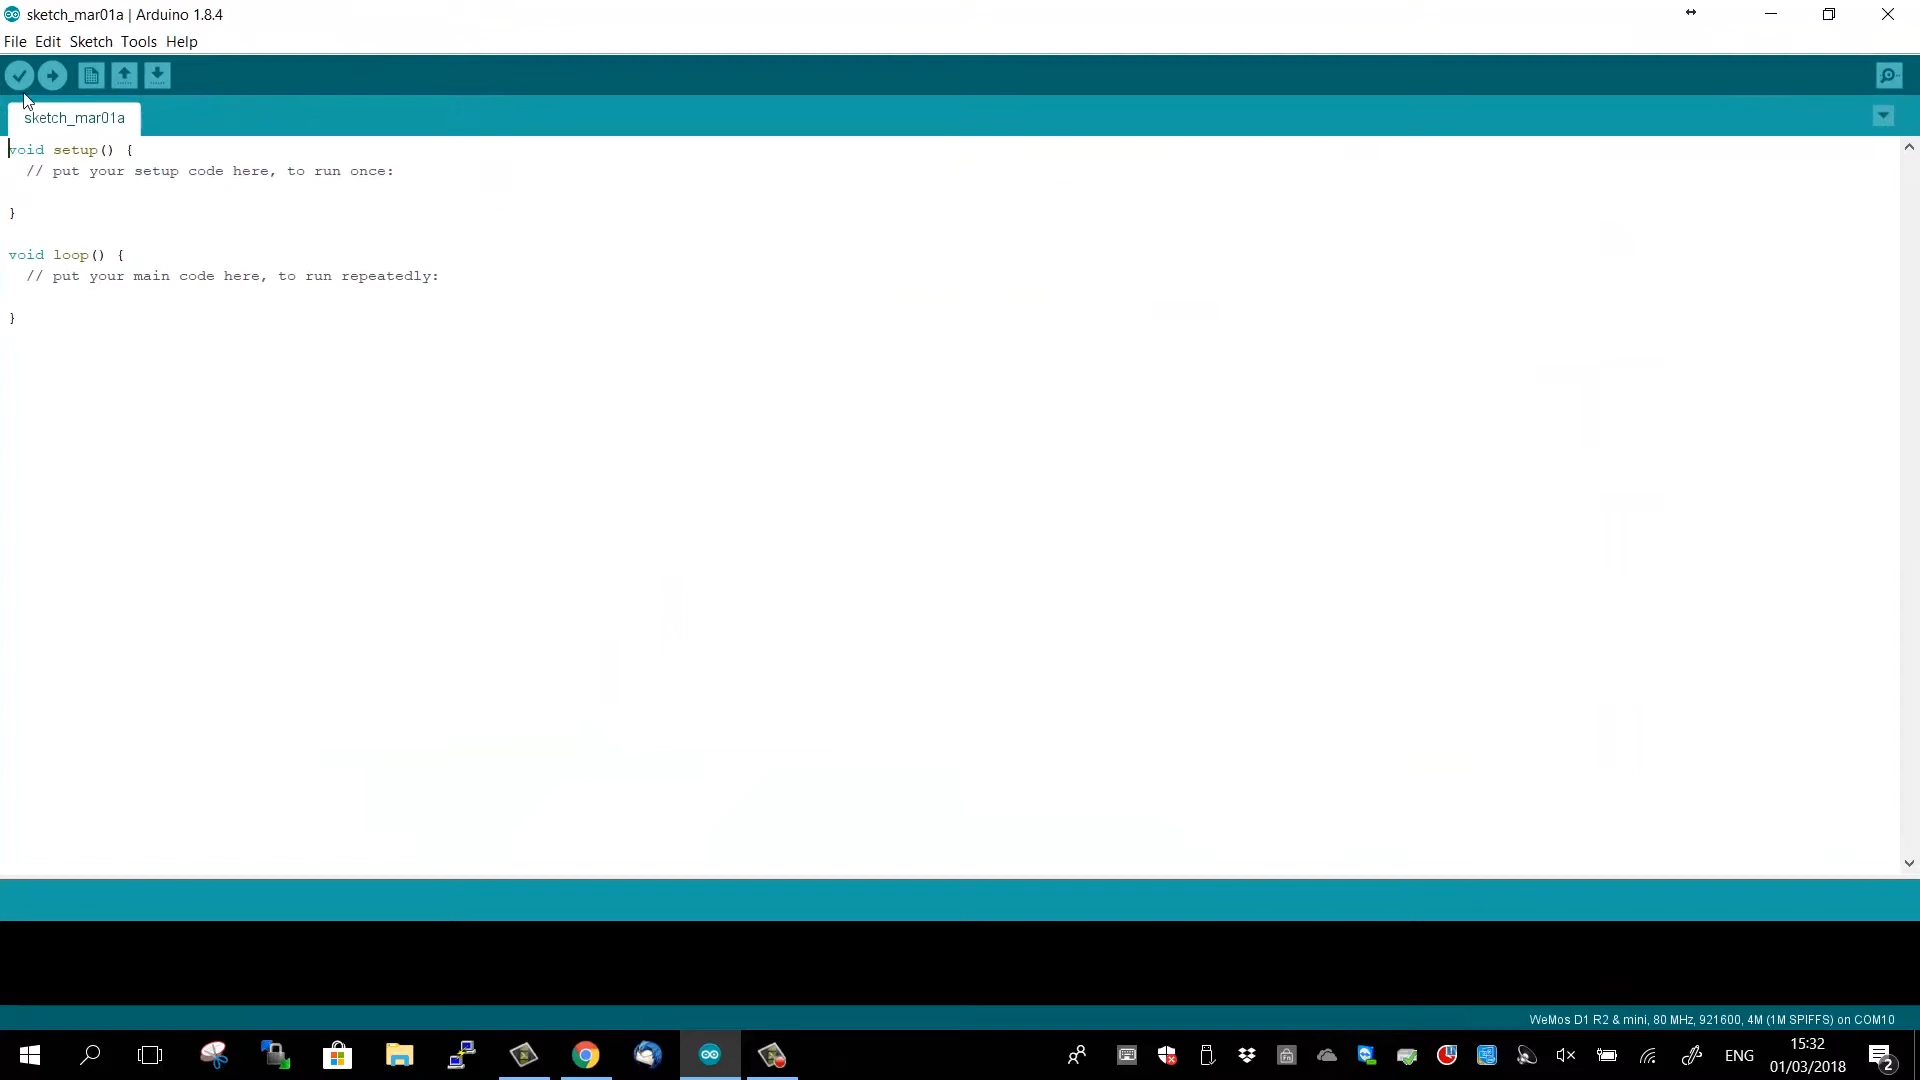 sketch_mar01a | Arduino 1.8.4
File Edit Sketch Tools Help
sketch_mar01a
void setup() {
// put your setup code here, to run once:
}
void loop() {
// put your main code here, to run repeatedly:
}
WeMos D1 R2 & mini, 80 MHz, 921600, 4M (1M SPIFFS) on COM10
ENG
15:32
01/03/2018
2